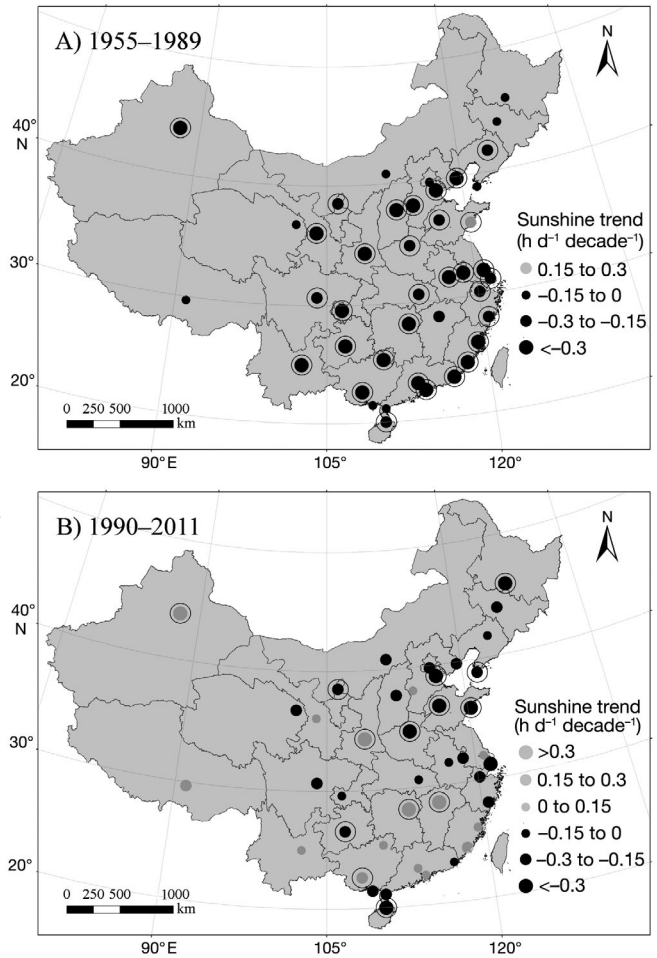 A) 1955–1989
N
40°
N
30°
20°
Sunshine trend
(h d⁻¹ decade⁻¹)
0.15 to 0.3
–0.15 to 0
–0.3 to –0.15
<–0.3
0 250 500 1000
km
90°E 105°E 120°
B) 1990–2011
N
40°
N
30°
20°
Sunshine trend
(h d⁻¹ decade⁻¹)
>0.3
0.15 to 0.3
0 to 0.15
–0.15 to 0
–0.3 to –0.15
<–0.3
0 250 500 1000
km
90°E 105°E 120°